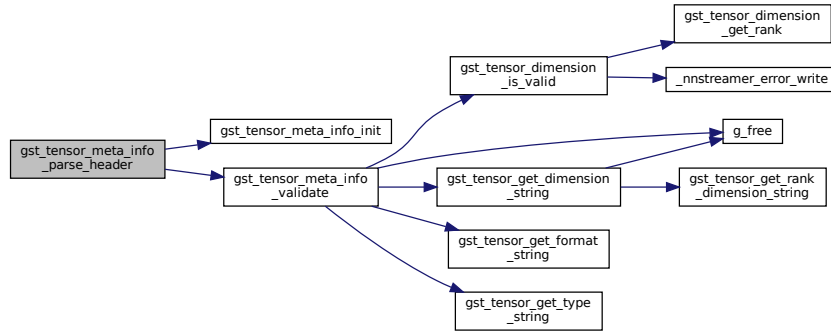 gst_tensor_meta_info
_parse_header
gst_tensor_meta_info_init
gst_tensor_meta_info
_validate
gst_tensor_dimension
_is_valid
gst_tensor_dimension
_get_rank
_nnstreamer_error_write
g_free
gst_tensor_get_dimension
_string
gst_tensor_get_rank
_dimension_string
gst_tensor_get_format
_string
gst_tensor_get_type
_string